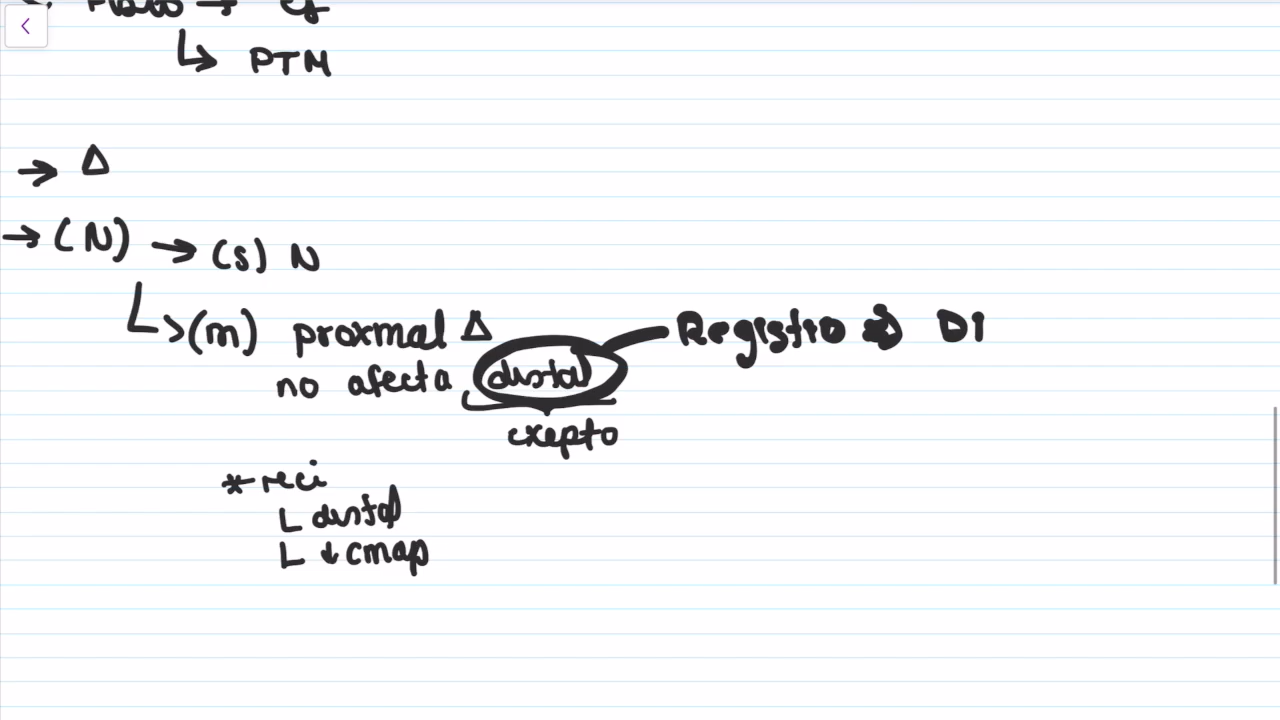 →
↳ PTM
→ Δ
→ (N) → (s) N
↳ (m) proxmal Δ
no afecta distal Registro → DI
exepto
* reci
L distal
L ↓ cmap